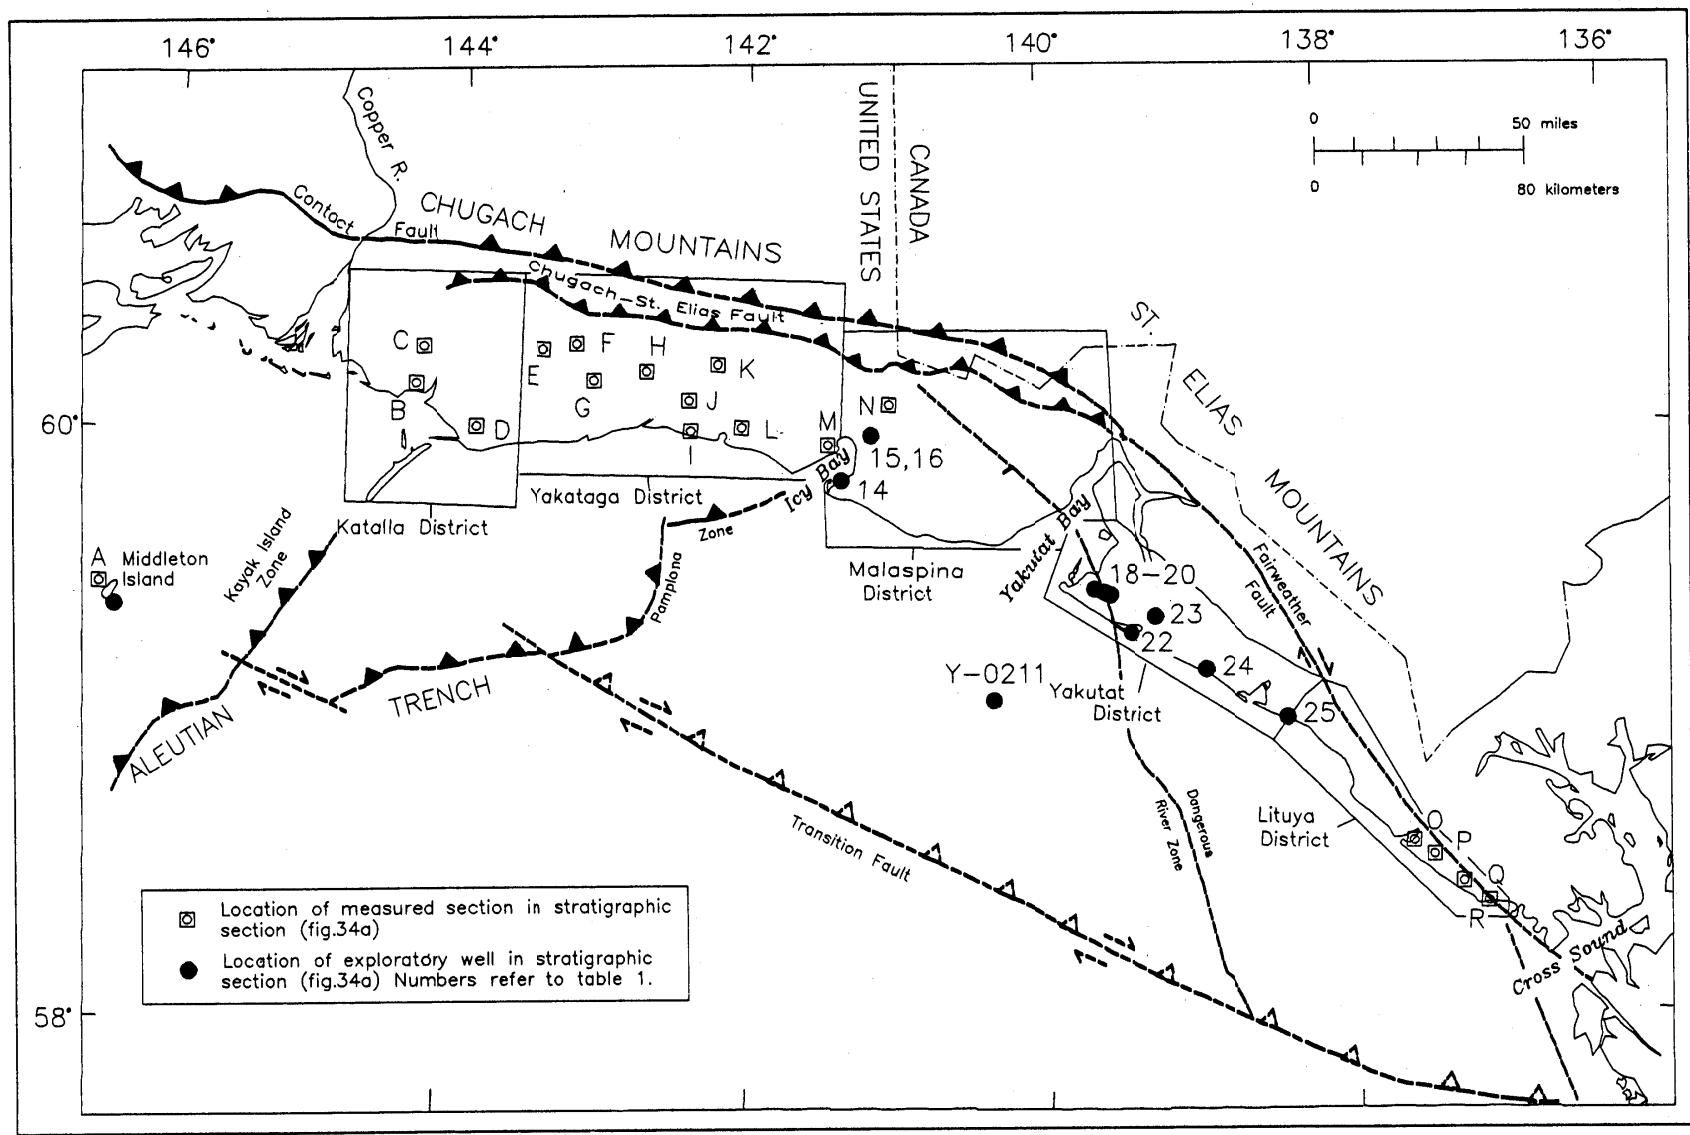 146°
144°
142°
140°
138°
136°
Copper R.
UNITED STATES
CANADA
0
50 miles
0
80 kilometers
Contact
Fault
CHUGACH
MOUNTAINS
Chugach–St. Elias Fault
ST.
ELIAS
MOUNTAINS
C
F
H
K
E
G
J
B
D
I
L
M
N
60°
15,16
14
Icy Bay
Yakataga District
Katalla District
Zone
Pamplona
Kayak Island
Zone
A
Middleton
Island
Malaspina
District
Yakutat Bay
18–20
23
22
24
25
Fairweather
Fault
Y–0211
Yakutat
District
TRENCH
ALEUTIAN
Transition Fault
Dangerous
River Zone
Lituya
District
O
P
Q
R
Cross Sound
Location of measured section in stratigraphic
section (fig.34a)
Location of exploratory well in stratigraphic
section (fig.34a) Numbers refer to table 1.
58°